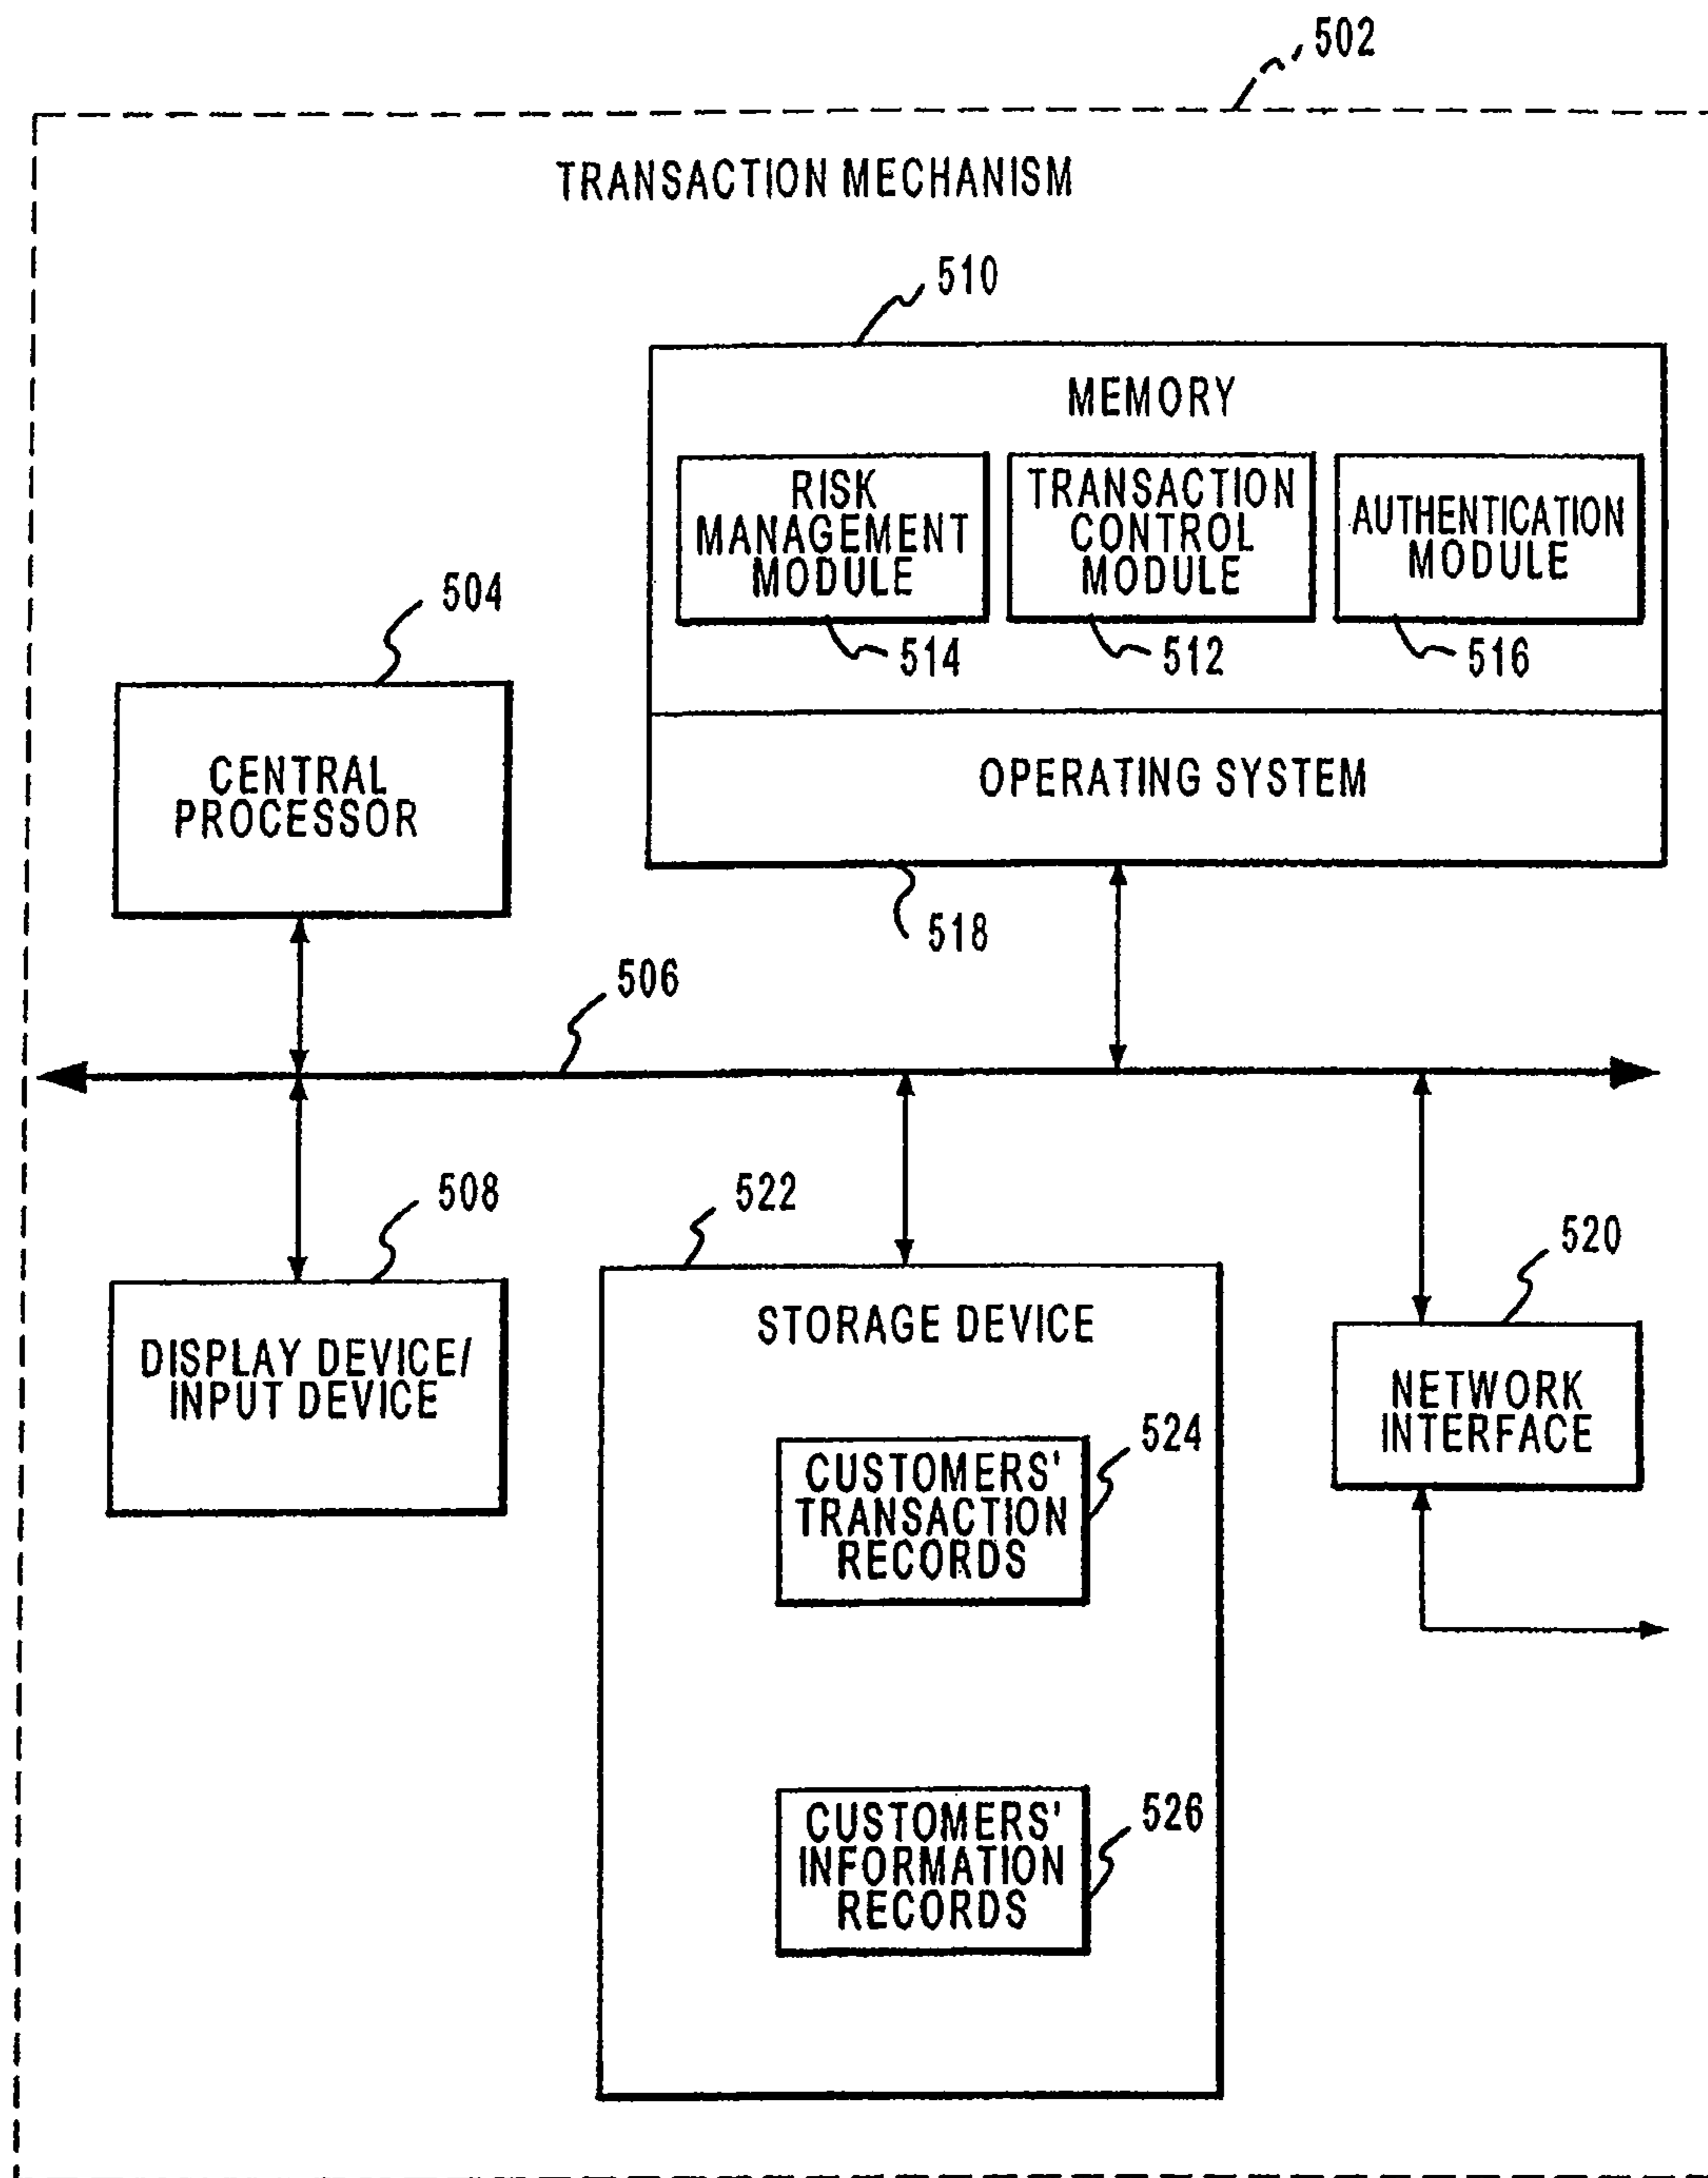 502
TRANSACTION MECHANISM
510
MEMORY
RISK
MANAGEMENT
MODULE
514
TRANSACTION
CONTROL
MODULE
512
AUTHENTICATION
MODULE
516
OPERATING SYSTEM
518
504
CENTRAL
PROCESSOR
506
508
DISPLAY DEVICE/
INPUT DEVICE
522
STORAGE DEVICE
CUSTOMERS'
TRANSACTION
RECORDS
524
CUSTOMERS'
INFORMATION
RECORDS
526
520
NETWORK
INTERFACE